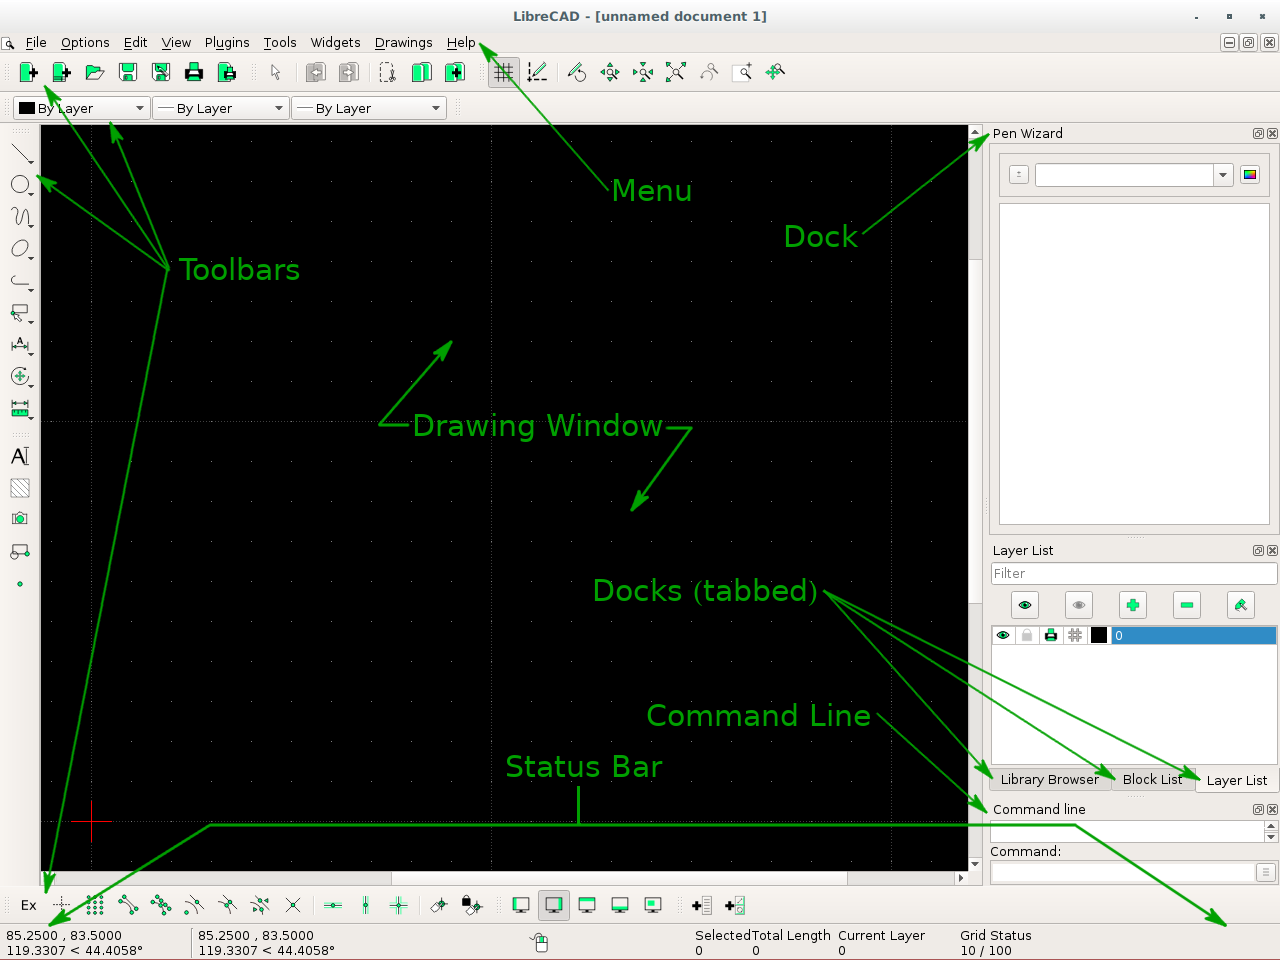 LibreCAD - [unnamed document 1]
File Options Edit View Plugins Tools Widgets Drawings Help
By Layer By Layer By Layer
Pen Wizard
Menu
Dock
Toolbars
Drawing Window
Layer List
Filter
Docks (tabbed)
0
Command Line
Status Bar
Library Browser Block List Layer List
Command line
Command:
Ex
85.2500 , 83.5000 85.2500 , 83.5000 Selected Total Length Current Layer Grid Status
119.3307 < 44.4058° 119.3307 < 44.4058° 0 0 0 10 / 100